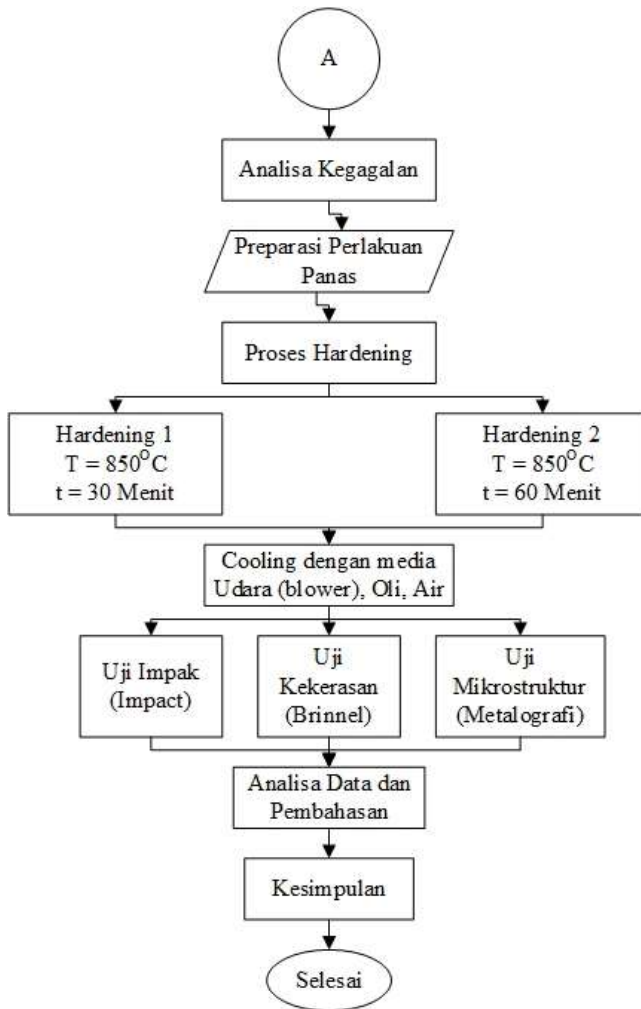 A
Analisa Kegagalan
Preparasi Perlakuan
Panas
Proses Hardening
Hardening 1
T = 850°C
t = 30 Menit
Hardening 2
T = 850°C
t = 60 Menit
Cooling dengan media
Udara (blower), Oli, Air
Uji Impak
(Impact)
Uji
Kekerasan
(Brinnel)
Uji
Mikrostruktur
(Metalografi)
Analisa Data dan
Pembahasan
Kesimpulan
Selesai